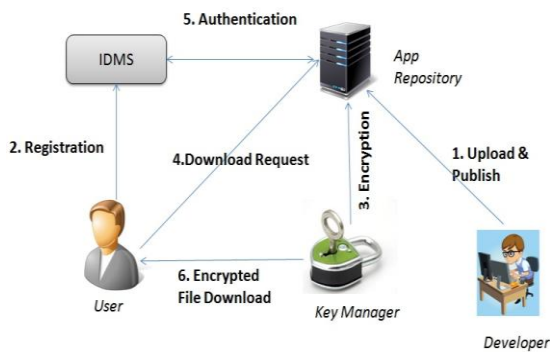 5. Authentication
IDMS
App
Repository
2. Registration
4.Download Request
3. Encryption
1. Upload &
Publish
6. Encrypted
File Download
User
Key Manager
Developer